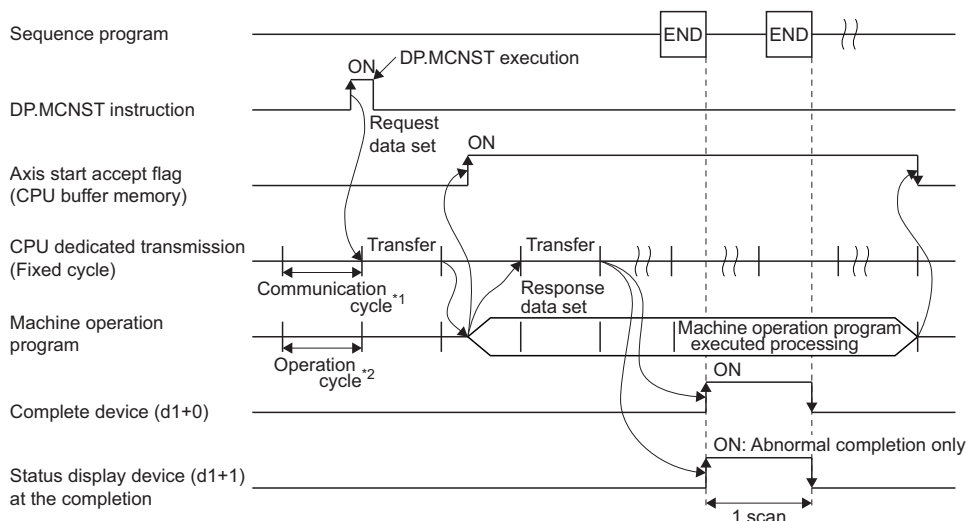 Sequence program
END
END
ON
DP.MCNST execution
DP.MCNST instruction
Request
data set
ON
Axis start accept flag
(CPU buffer memory)
CPU dedicated transmission
(Fixed cycle)
Transfer
Transfer
Communication
cycle*1
Response
data set
Machine operation
program
Machine operation program
executed processing
Operation
cycle*2
ON
Complete device (d1+0)
ON: Abnormal completion only
Status display device (d1+1)
at the completion
1 scan